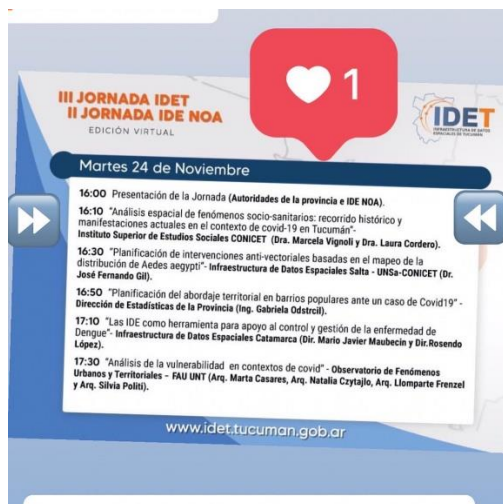 1
III JORNADA IDET
II JORNADA IDE NOA
EDICIÓN VIRTUAL
IDET
INFRAESTRUCTURA DE DATOS
ESPACIALES DE TUCUMÁN
Martes 24 de Noviembre
16:00 Presentación de la Jornada (Autoridades de la provincia e IDE NOA).
16:10 "Análisis espacial de fenómenos socio-sanitarios: recorrido histórico y
manifestaciones actuales en el contexto de covid-19 en Tucumán"-
Instituto Superior de Estudios Sociales CONICET (Dra. Marcela Vignoli y Dra. Laura Cordero).
16:30 "Planificación de intervenciones anti-vectoriales basadas en el mapeo de la
distribución de Aedes aegypti"- Infraestructura de Datos Espaciales Salta - UNSa-CONICET (Dr.
José Fernando Gil).
16:50 "Planificación del abordaje territorial en barrios populares ante un caso de Covid19" -
Dirección de Estadísticas de la Provincia (Ing. Gabriela Odstrcil).
17:10 "Las IDE como herramienta para apoyo al control y gestión de la enfermedad de
Dengue"- Infraestructura de Datos Espaciales Catamarca (Dir. Mario Javier Maubecin y Dir.Rosendo
López).
17:30 "Análisis de la vulnerabilidad en contextos de covid" - Observatorio de Fenómenos
Urbanos y Territoriales – FAU UNT (Arq. Marta Casares, Arq. Natalia Czytajlo, Arq. Llomparte Frenzel
y Arq. Silvia Politi).
www.idet.tucuman.gob.ar